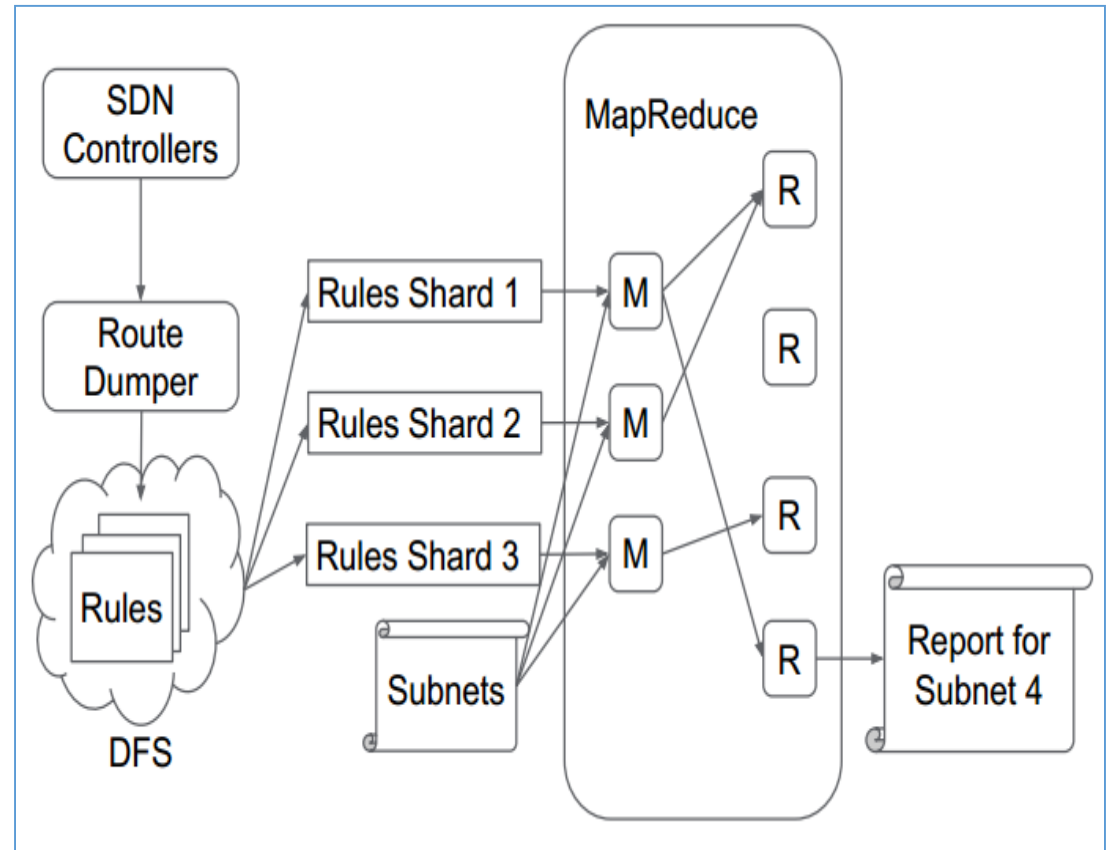 SDN
Controllers
Route
Dumper
Rules
DFS
Rules Shard 1
Rules Shard 2
Rules Shard 3
Subnets
MapReduce
M
M
M
R
R
R
R
Report for
Subnet 4